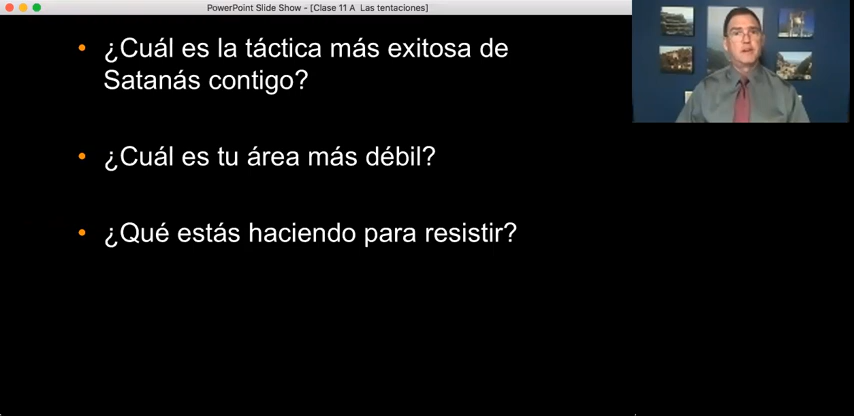 PowerPoint Slide Show - [Clase 11 A  Las tentaciones]
• ¿Cuál es la táctica más exitosa de
Satanás contigo?
• ¿Cuál es tu área más débil?
• ¿Qué estás haciendo para resistir?